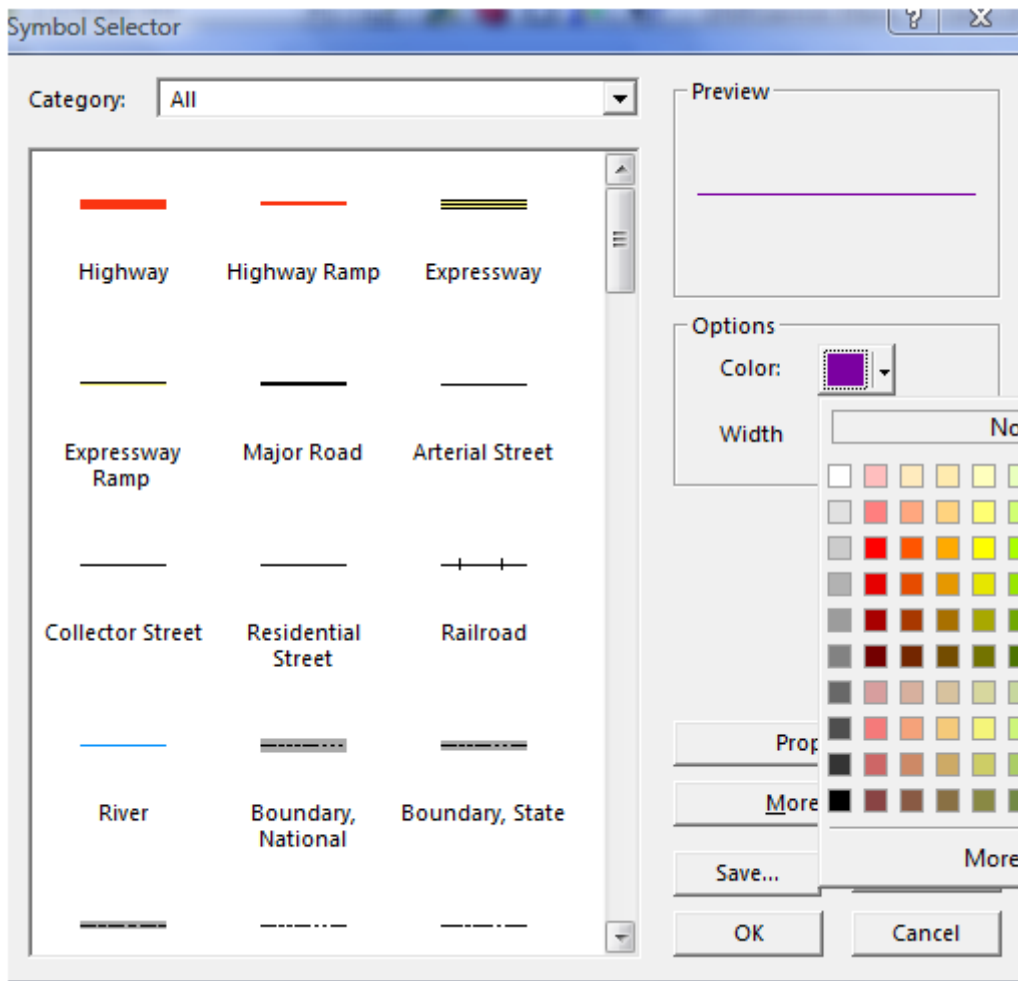 Symbol Selector
?
Category:
All
Preview
Highway
Highway Ramp
Expressway
Options
Color:
Width
No
Expressway
Ramp
Major Road
Arterial Street
Collector Street
Residential
Street
Railroad
Prop
River
Boundary,
National
Boundary, State
More
More
Save...
OK
Cancel